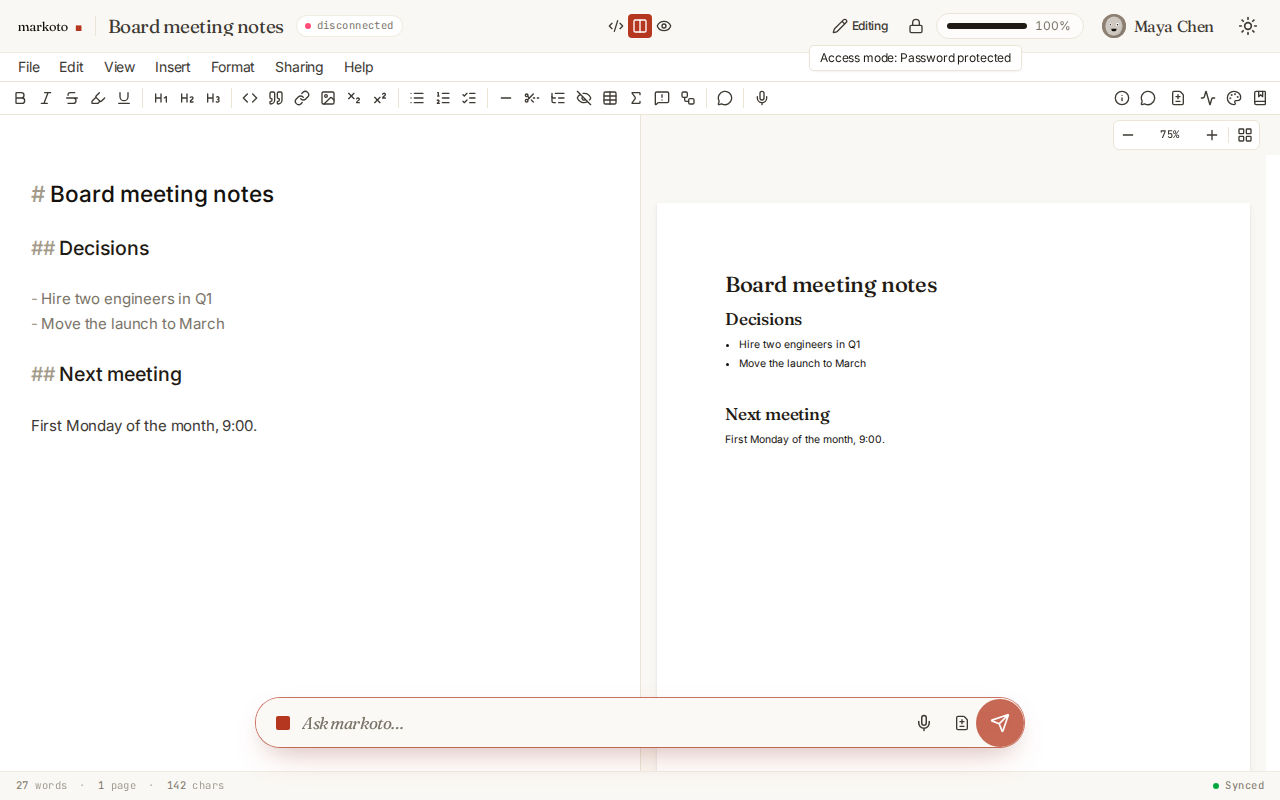 markoto
Board meeting notes
disconnected
Editing
100%
Maya Chen
Access mode: Password protected
File Edit View Insert Format Sharing Help
H1 H2 H3
75%
# Board meeting notes
## Decisions
- Hire two engineers in Q1
- Move the launch to March
## Next meeting
First Monday of the month, 9:00.
Board meeting notes
Decisions
• Hire two engineers in Q1
• Move the launch to March
Next meeting
First Monday of the month, 9:00.
Ask markoto...
27 words · 1 page · 142 chars
Synced